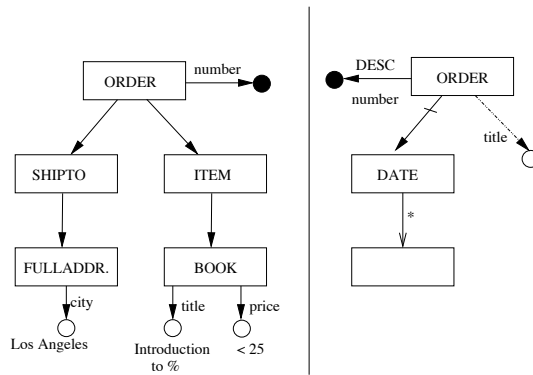 ORDER
number
SHIPTO
ITEM
FULLADDR.
BOOK
city
title
price
Los Angeles
Introduction
to %
< 25
DESC
ORDER
number
title
DATE
*